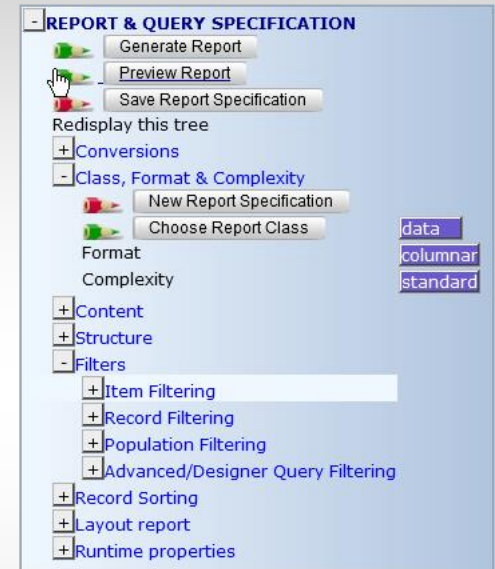 REPORT & QUERY SPECIFICATION
Generate Report
Preview Report
Save Report Specification
Redisplay this tree
Conversions
Class, Format & Complexity
New Report Specification
Choose Report Class data
Format columnar
Complexity standard
Content
Structure
Filters
Item Filtering
Record Filtering
Population Filtering
Advanced/Designer Query Filtering
Record Sorting
Layout report
Runtime properties